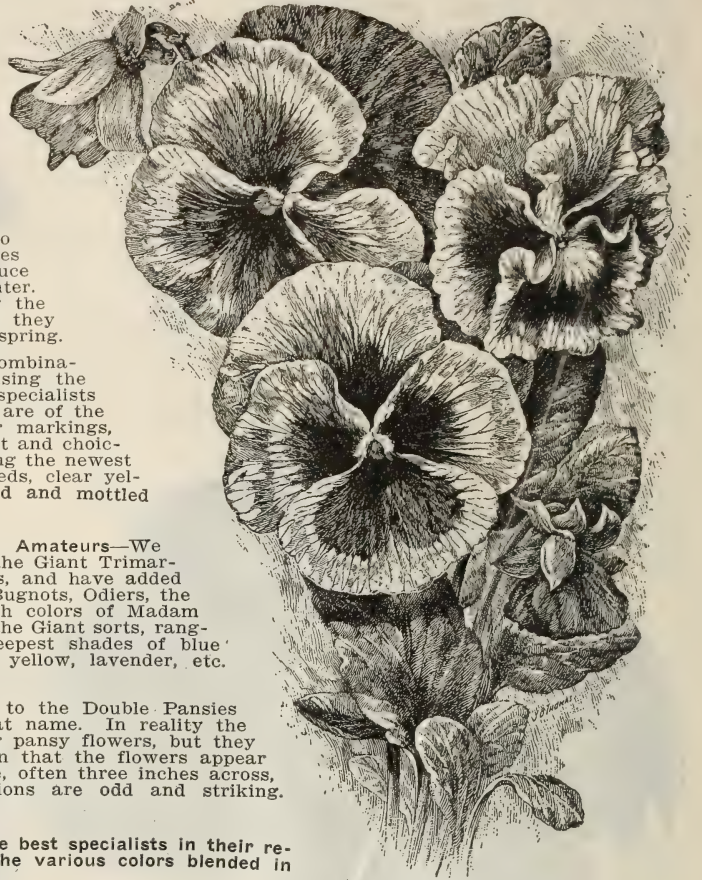 o
es
uce
ter.
the
they
spring.
ombina-
sing the
specialists
are of the
r markings,
t and choic-
ng the newest
eds, clear yel-
d and mottled
Amateurs—We
the Giant Trimar-
s, and have added
Bugnots, Odiers, the
h colors of Madam
he Giant sorts, rang-
eepest shades of blue
yellow, lavender, etc.
to the Double Pansies
at name. In reality the
r pansy flowers, but they
n that the flowers appear
e, often three inches across,
ions are odd and striking.
e best specialists in their re-
he various colors blended in